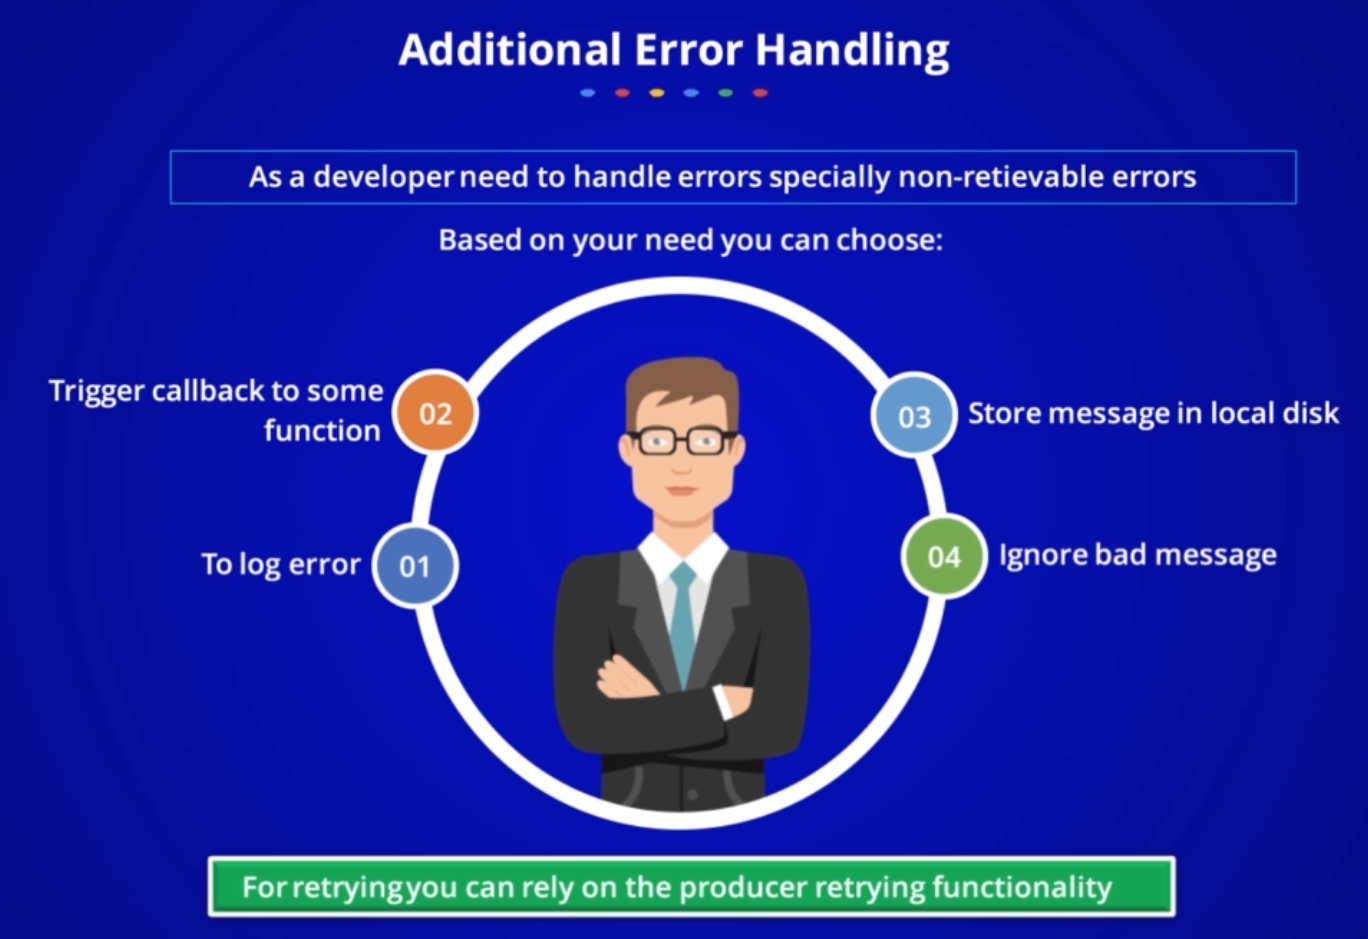 Additional Error Handling
As a developer need to handle errors specially non-retievable errors
Based on your need you can choose:
Trigger callback to some
function
02
03
Store message in local disk
To log error
01
04
Ignore bad message
For retrying you can rely on the producer retrying functionality